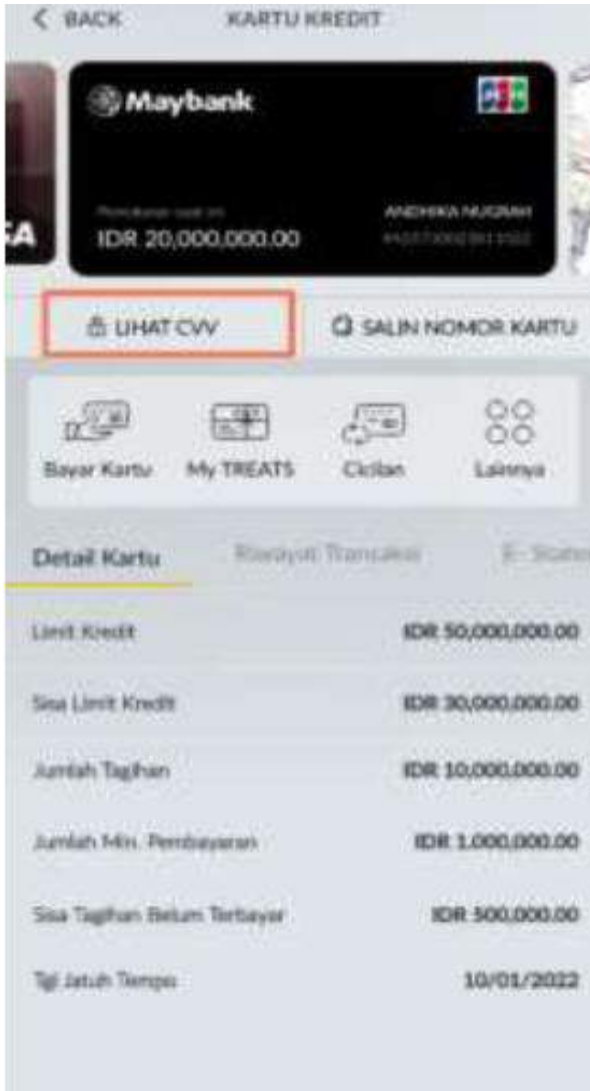 < BACK KARTU KREDIT
Maybank
JCB
SA
IDR 20,000,000.00
ANDHIKA NUGRAH
LIHAT CVV
SALIN NOMOR KARTU
Bayar Kartu
My TREATS
Cicilan
Lainnya
Detail Kartu
Riwayat Transaksi
E-
Limit Kredit IDR 50,000,000.00
Sisa Limit Kredit IDR 30,000,000.00
Jumlah Tagihan IDR 10,000,000.00
Jumlah Min. Pembayaran IDR 1.000,000.00
Sisa Tagihan Belum Terbayar IDR 500,000.00
Tgl Jatuh Tempo 10/01/2022